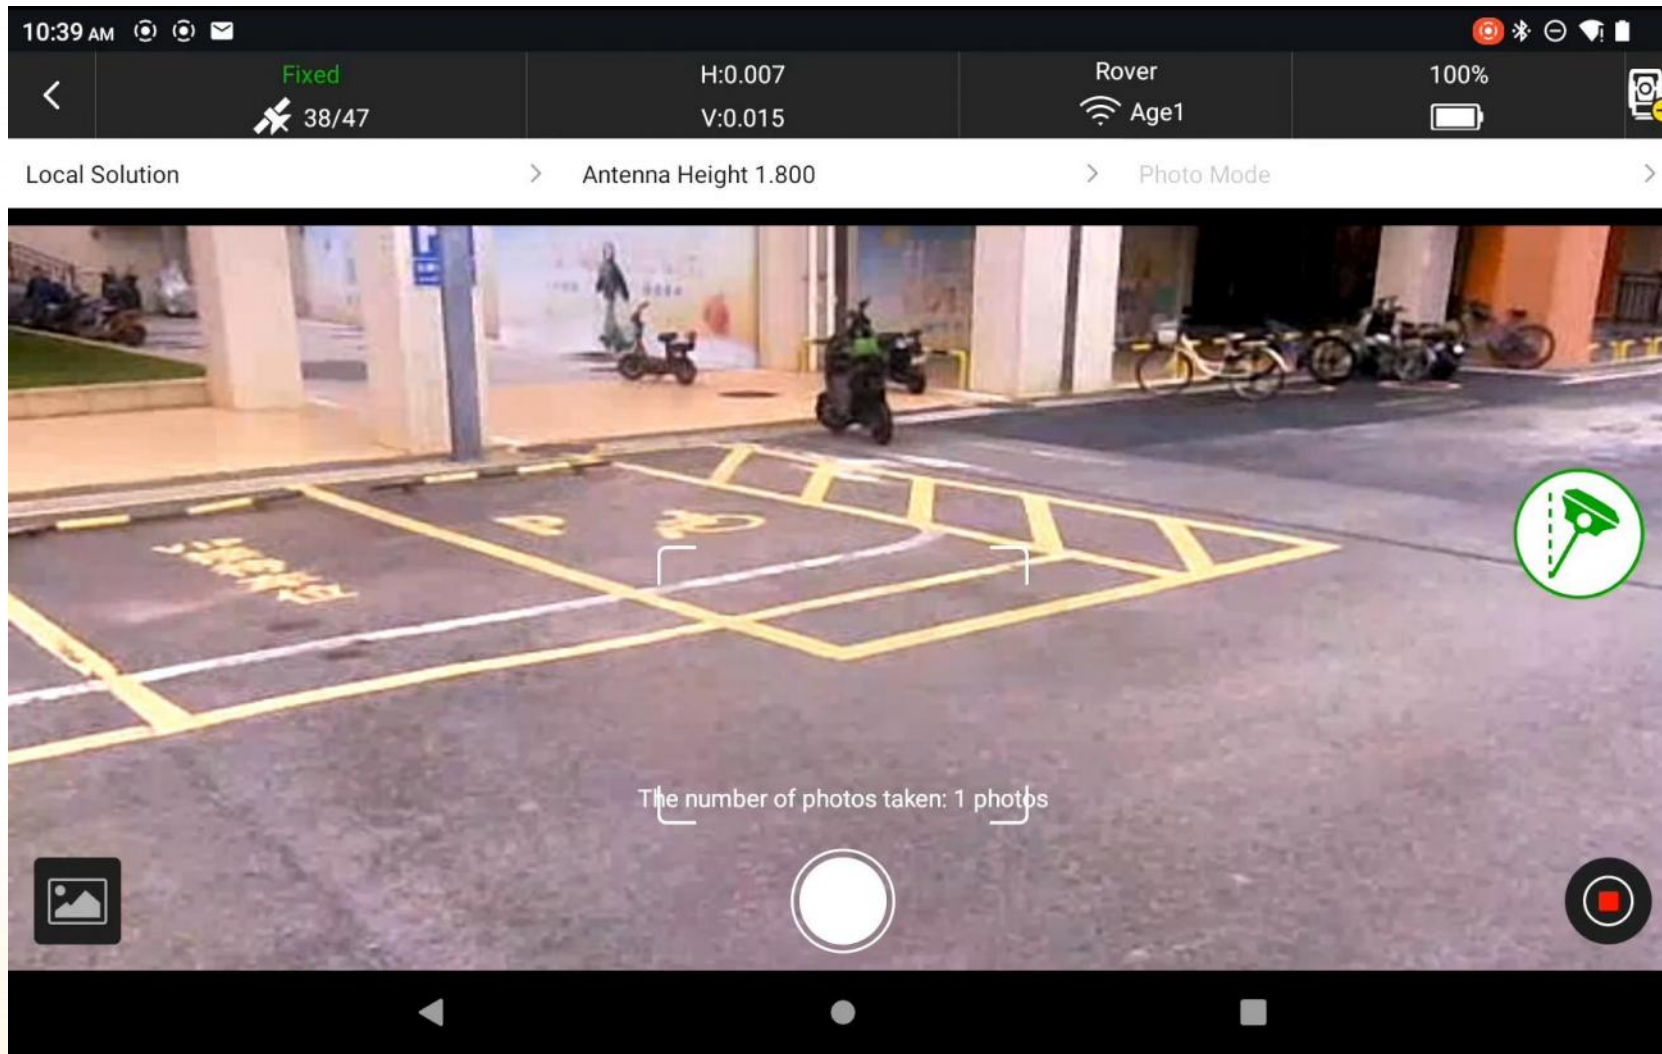 10:39 AM
Fixed
38/47
H:0.007
V:0.015
Rover
Age1
100%
Local Solution
Antenna Height 1.800
Photo Mode
The number of photos taken: 1 photos